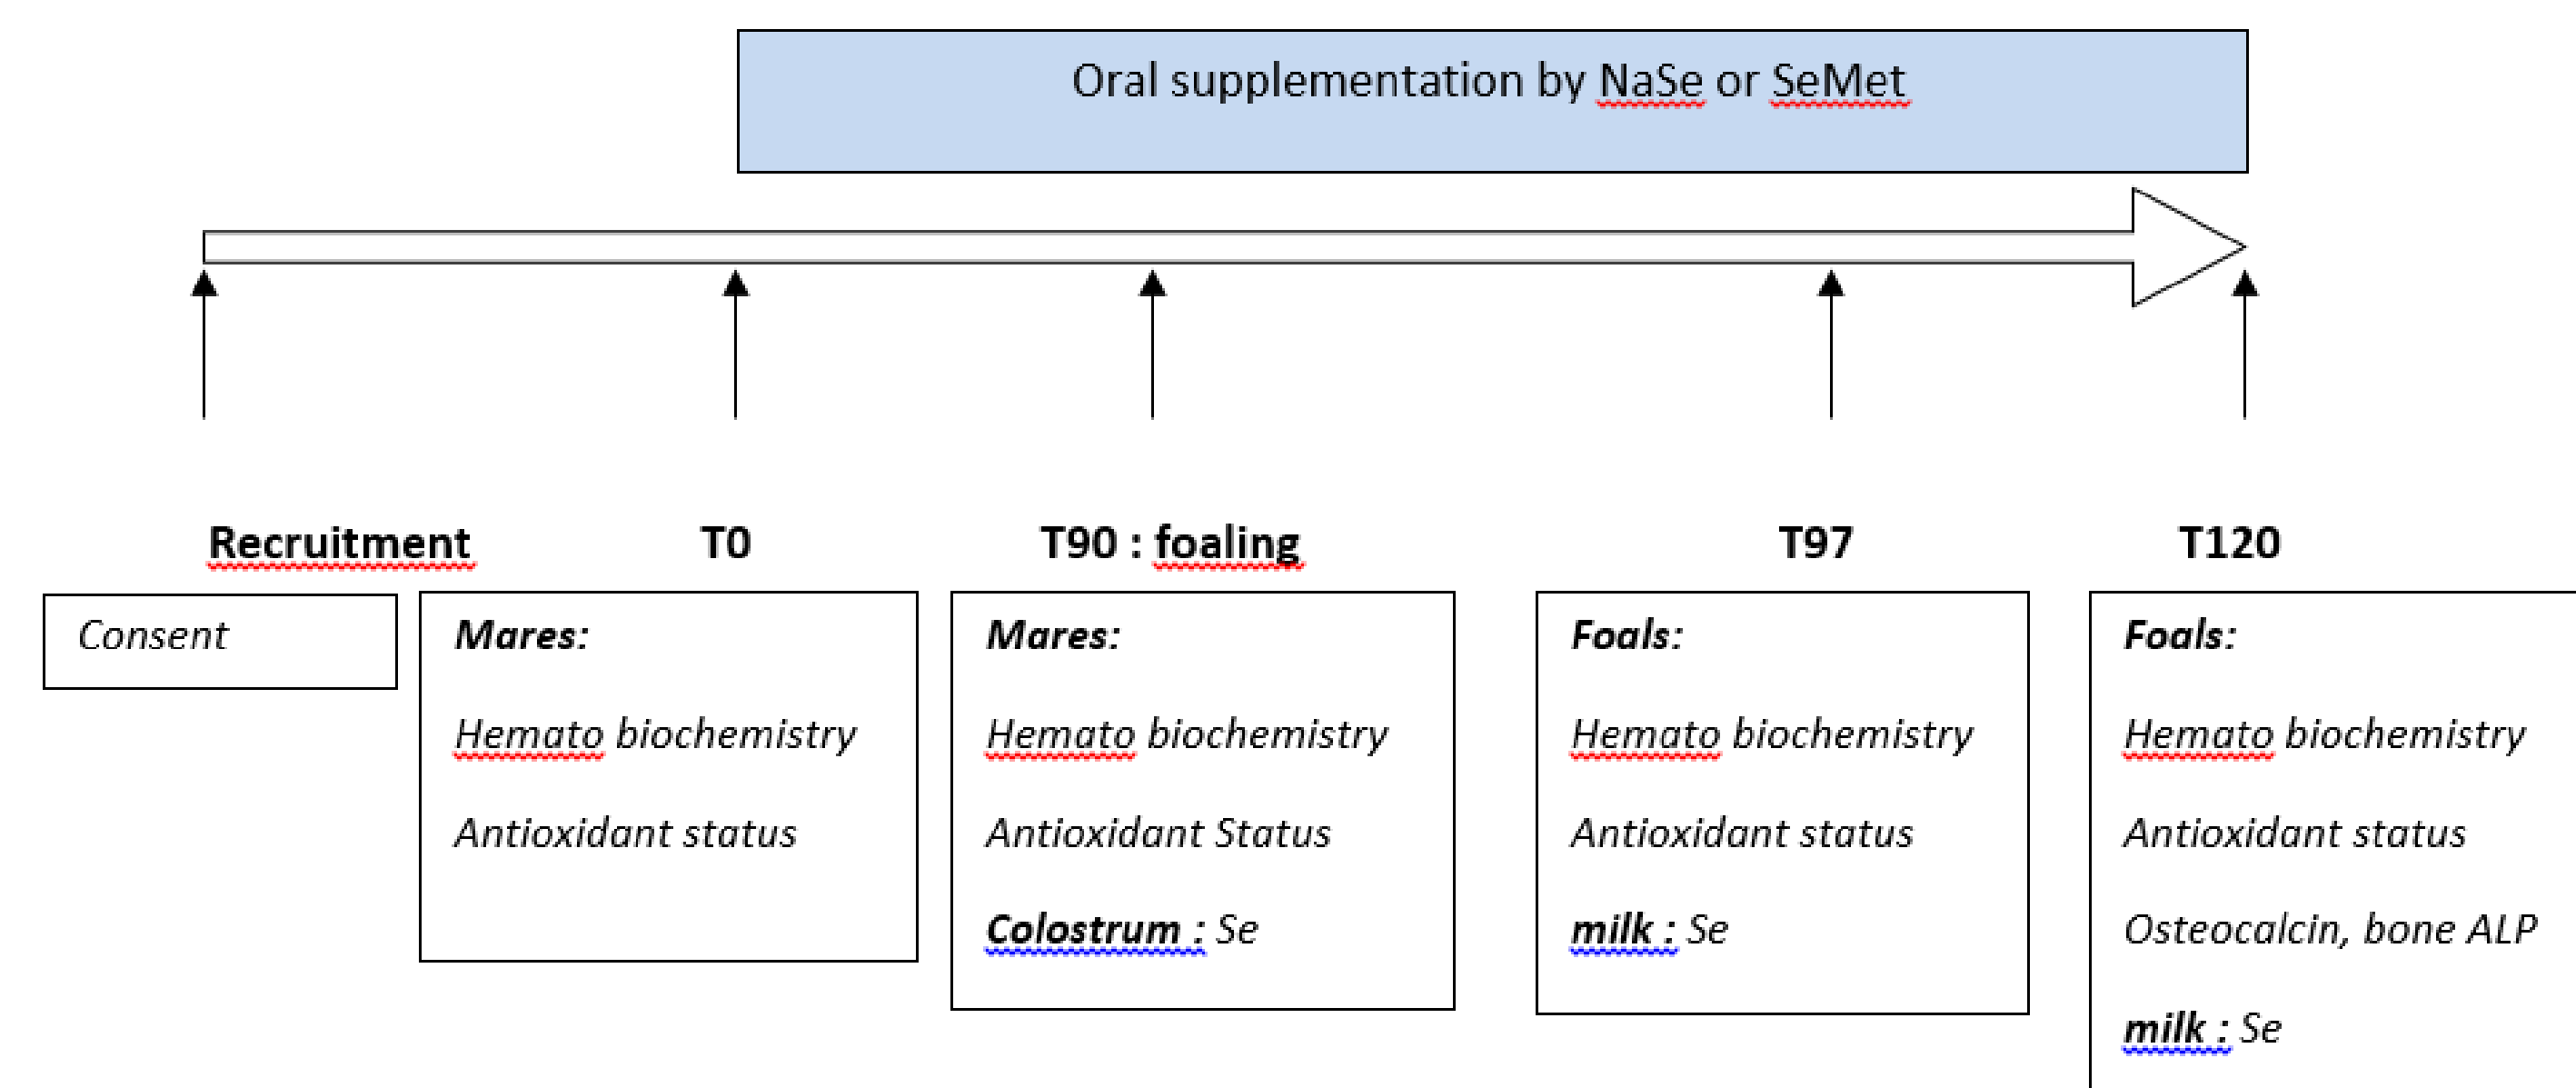 Oral supplementation by NaSe or SeMet
Recruitment
T0
T90 : foaling
T97
T120
Consent
Mares:
Hemato biochemistry
Antioxidant status
Mares:
Hemato biochemistry
Antioxidant Status
Colostrum : Se
Foals:
Hemato biochemistry
Antioxidant status
milk : Se
Foals:
Hemato biochemistry
Antioxidant status
Osteocalcin, bone ALP
milk : Se